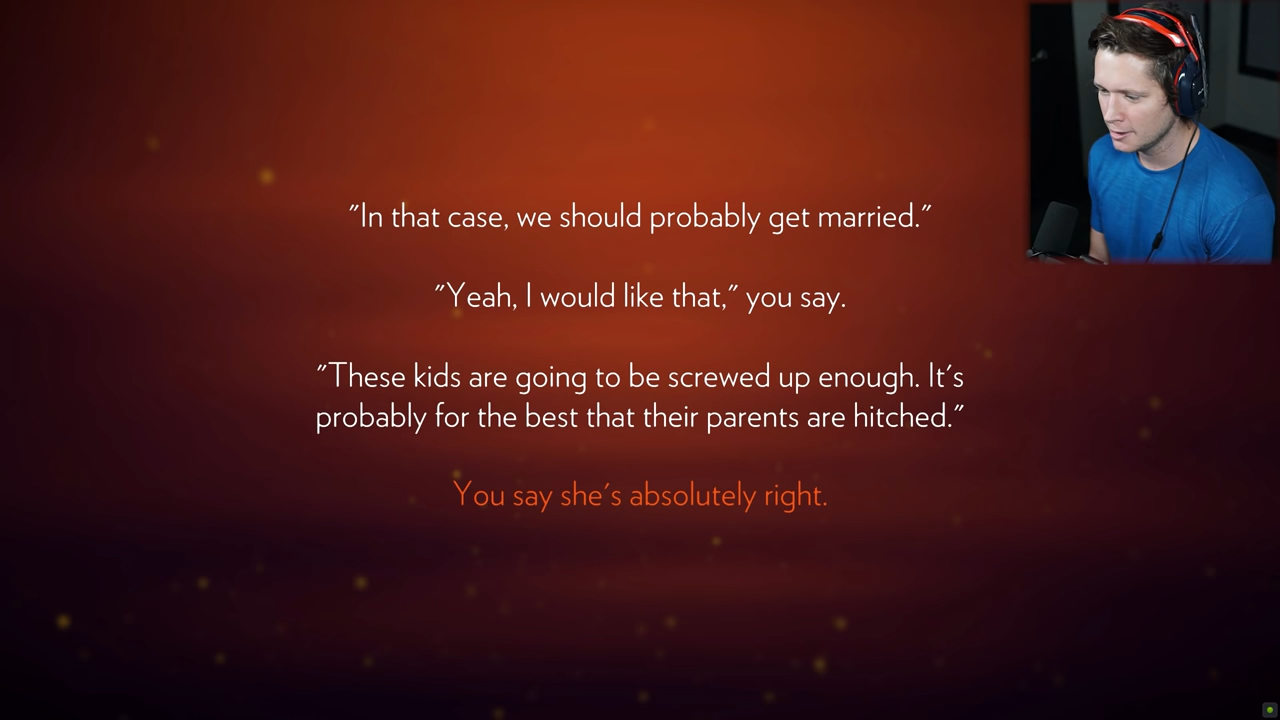 "In that case, we should probably get married."
"Yeah, I would like that," you say.
"These kids are going to be screwed up enough. It's
probably for the best that their parents are hitched."
You say she's absolutely right.